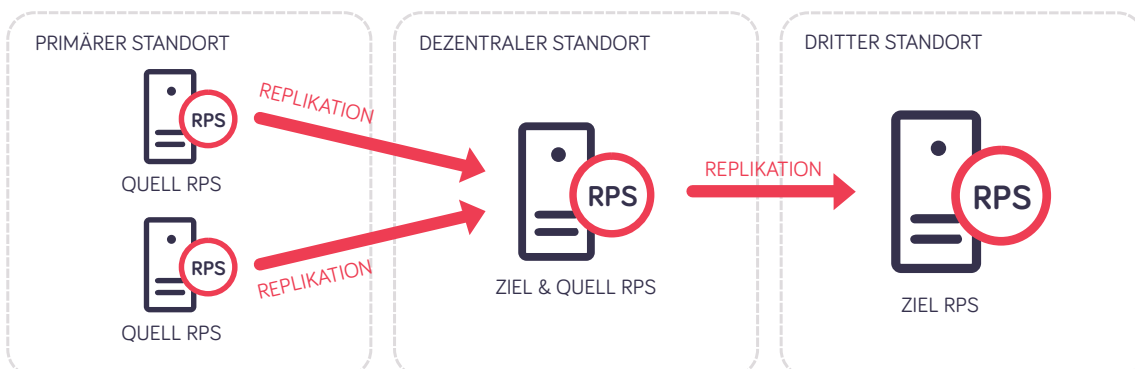 PRIMÄRER STANDORT
RPS
REPLIKATION
QUELL RPS
RPS
REPLIKATION
QUELL RPS
DEZENTRALER STANDORT
RPS
ZIEL & QUELL RPS
REPLIKATION
DRITTER STANDORT
RPS
ZIEL RPS